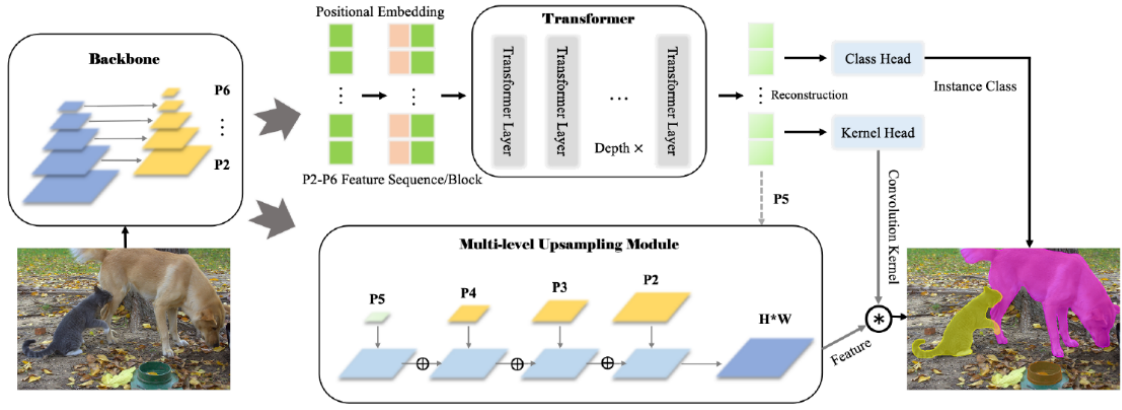 Positional Embedding
Transformer
Backbone
P6
⋮
P2
Transformer Layer
Transformer Layer
...
Transformer Layer
Depth ×
P2-P6 Feature Sequence/Block
Reconstruction
Class Head
Kernel Head
Instance Class
P5
Convolution Kernel
Multi-level Upsampling Module
P5
P4
P3
P2
H*W
Feature